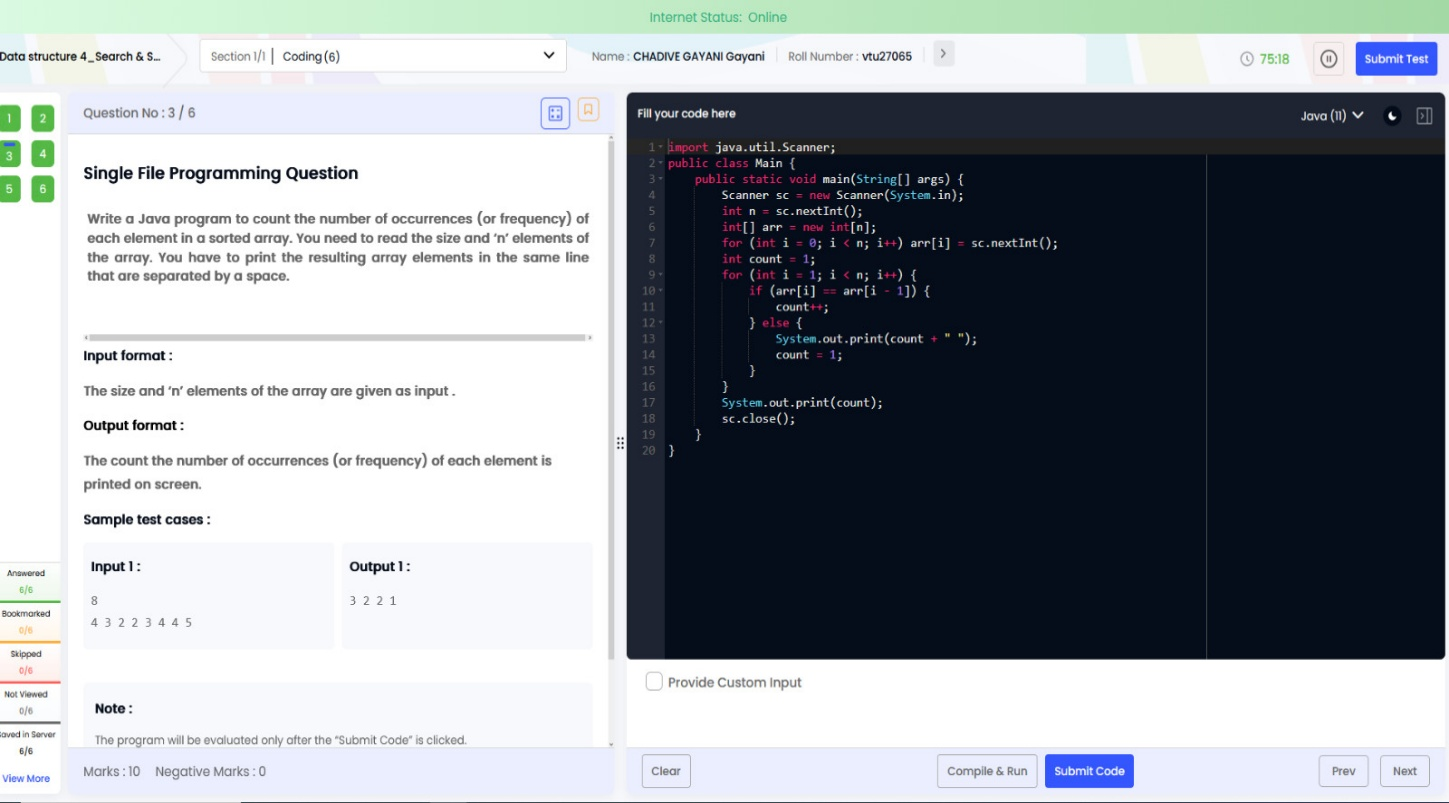 Internet Status: Online
Data structure 4_Search & S...
Section 1/1 | Coding (6)
Name : CHADIVE GAYANI Gayani
Roll Number : vtu27065
75:18
Submit Test
1 2
3 4
5 6
Answered
6/6
Bookmarked
0/6
Skipped
0/6
Not Viewed
0/6
Saved in Server
6/6
View More
Question No : 3 / 6
Single File Programming Question
Write a Java program to count the number of occurrences (or frequency) of
each element in a sorted array. You need to read the size and ‘n’ elements of
the array. You have to print the resulting array elements in the same line
that are separated by a space.
Input format :
The size and ‘n’ elements of the array are given as input .
Output format :
The count the number of occurrences (or frequency) of each element is
printed on screen.
Sample test cases :
Input 1 :
8
4 3 2 2 3 4 4 5
Output 1 :
3 2 2 1
Note :
The program will be evaluated only after the “Submit Code” is clicked.
Marks : 10 Negative Marks : 0
Fill your code here
Java (11)
1 import java.util.Scanner;
2 public class Main {
3 public static void main(String[] args) {
4 Scanner sc = new Scanner(System.in);
5 int n = sc.nextInt();
6 int[] arr = new int[n];
7 for (int i = 0; i < n; i++) arr[i] = sc.nextInt();
8 int count = 1;
9 for (int i = 1; i < n; i++) {
10 if (arr[i] == arr[i - 1]) {
11 count++;
12 } else {
13 System.out.print(count + " ");
14 count = 1;
15 }
16 }
17 System.out.print(count);
18 sc.close();
19 }
20 }
Provide Custom Input
Clear
Compile & Run
Submit Code
Prev
Next